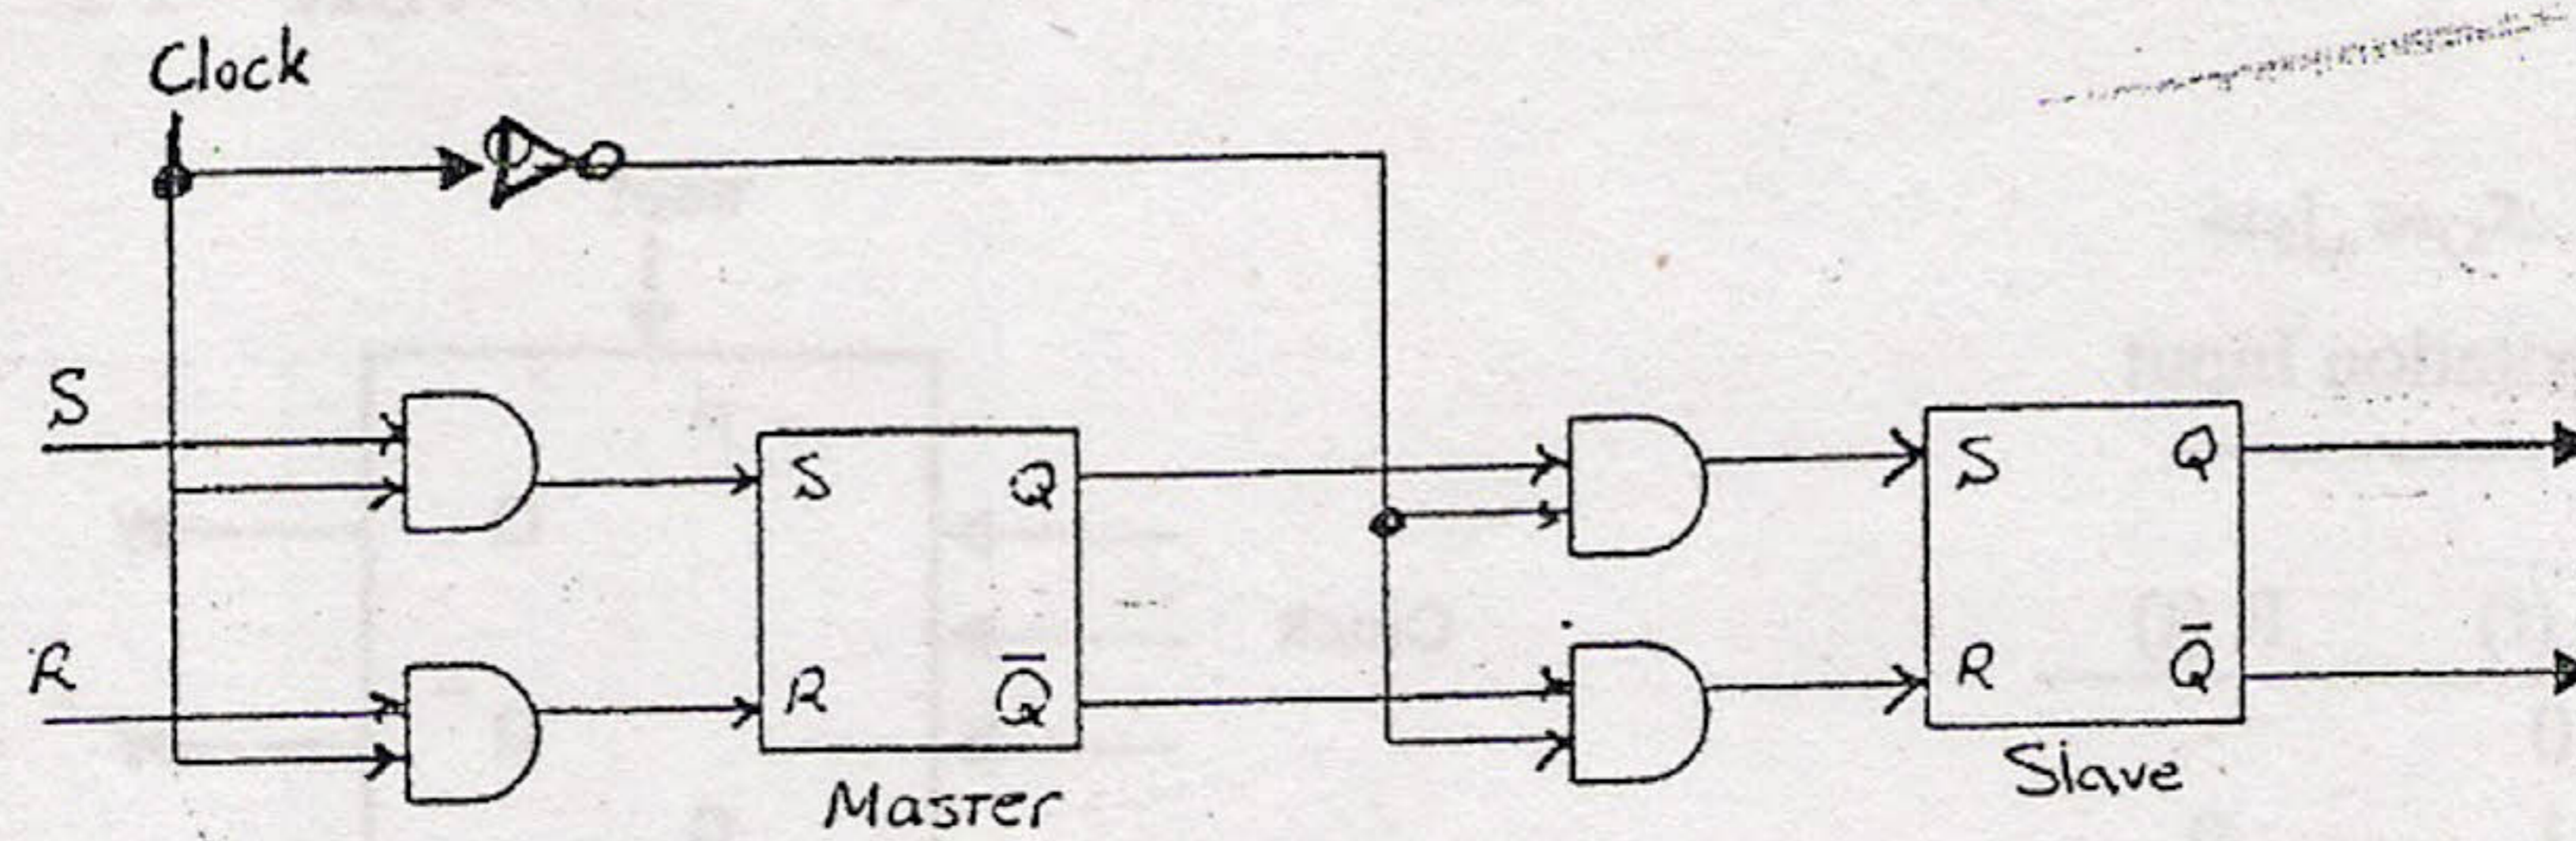 Clock
S
R
S Q
R Q̅
Master
S Q
R Q̅
Slave